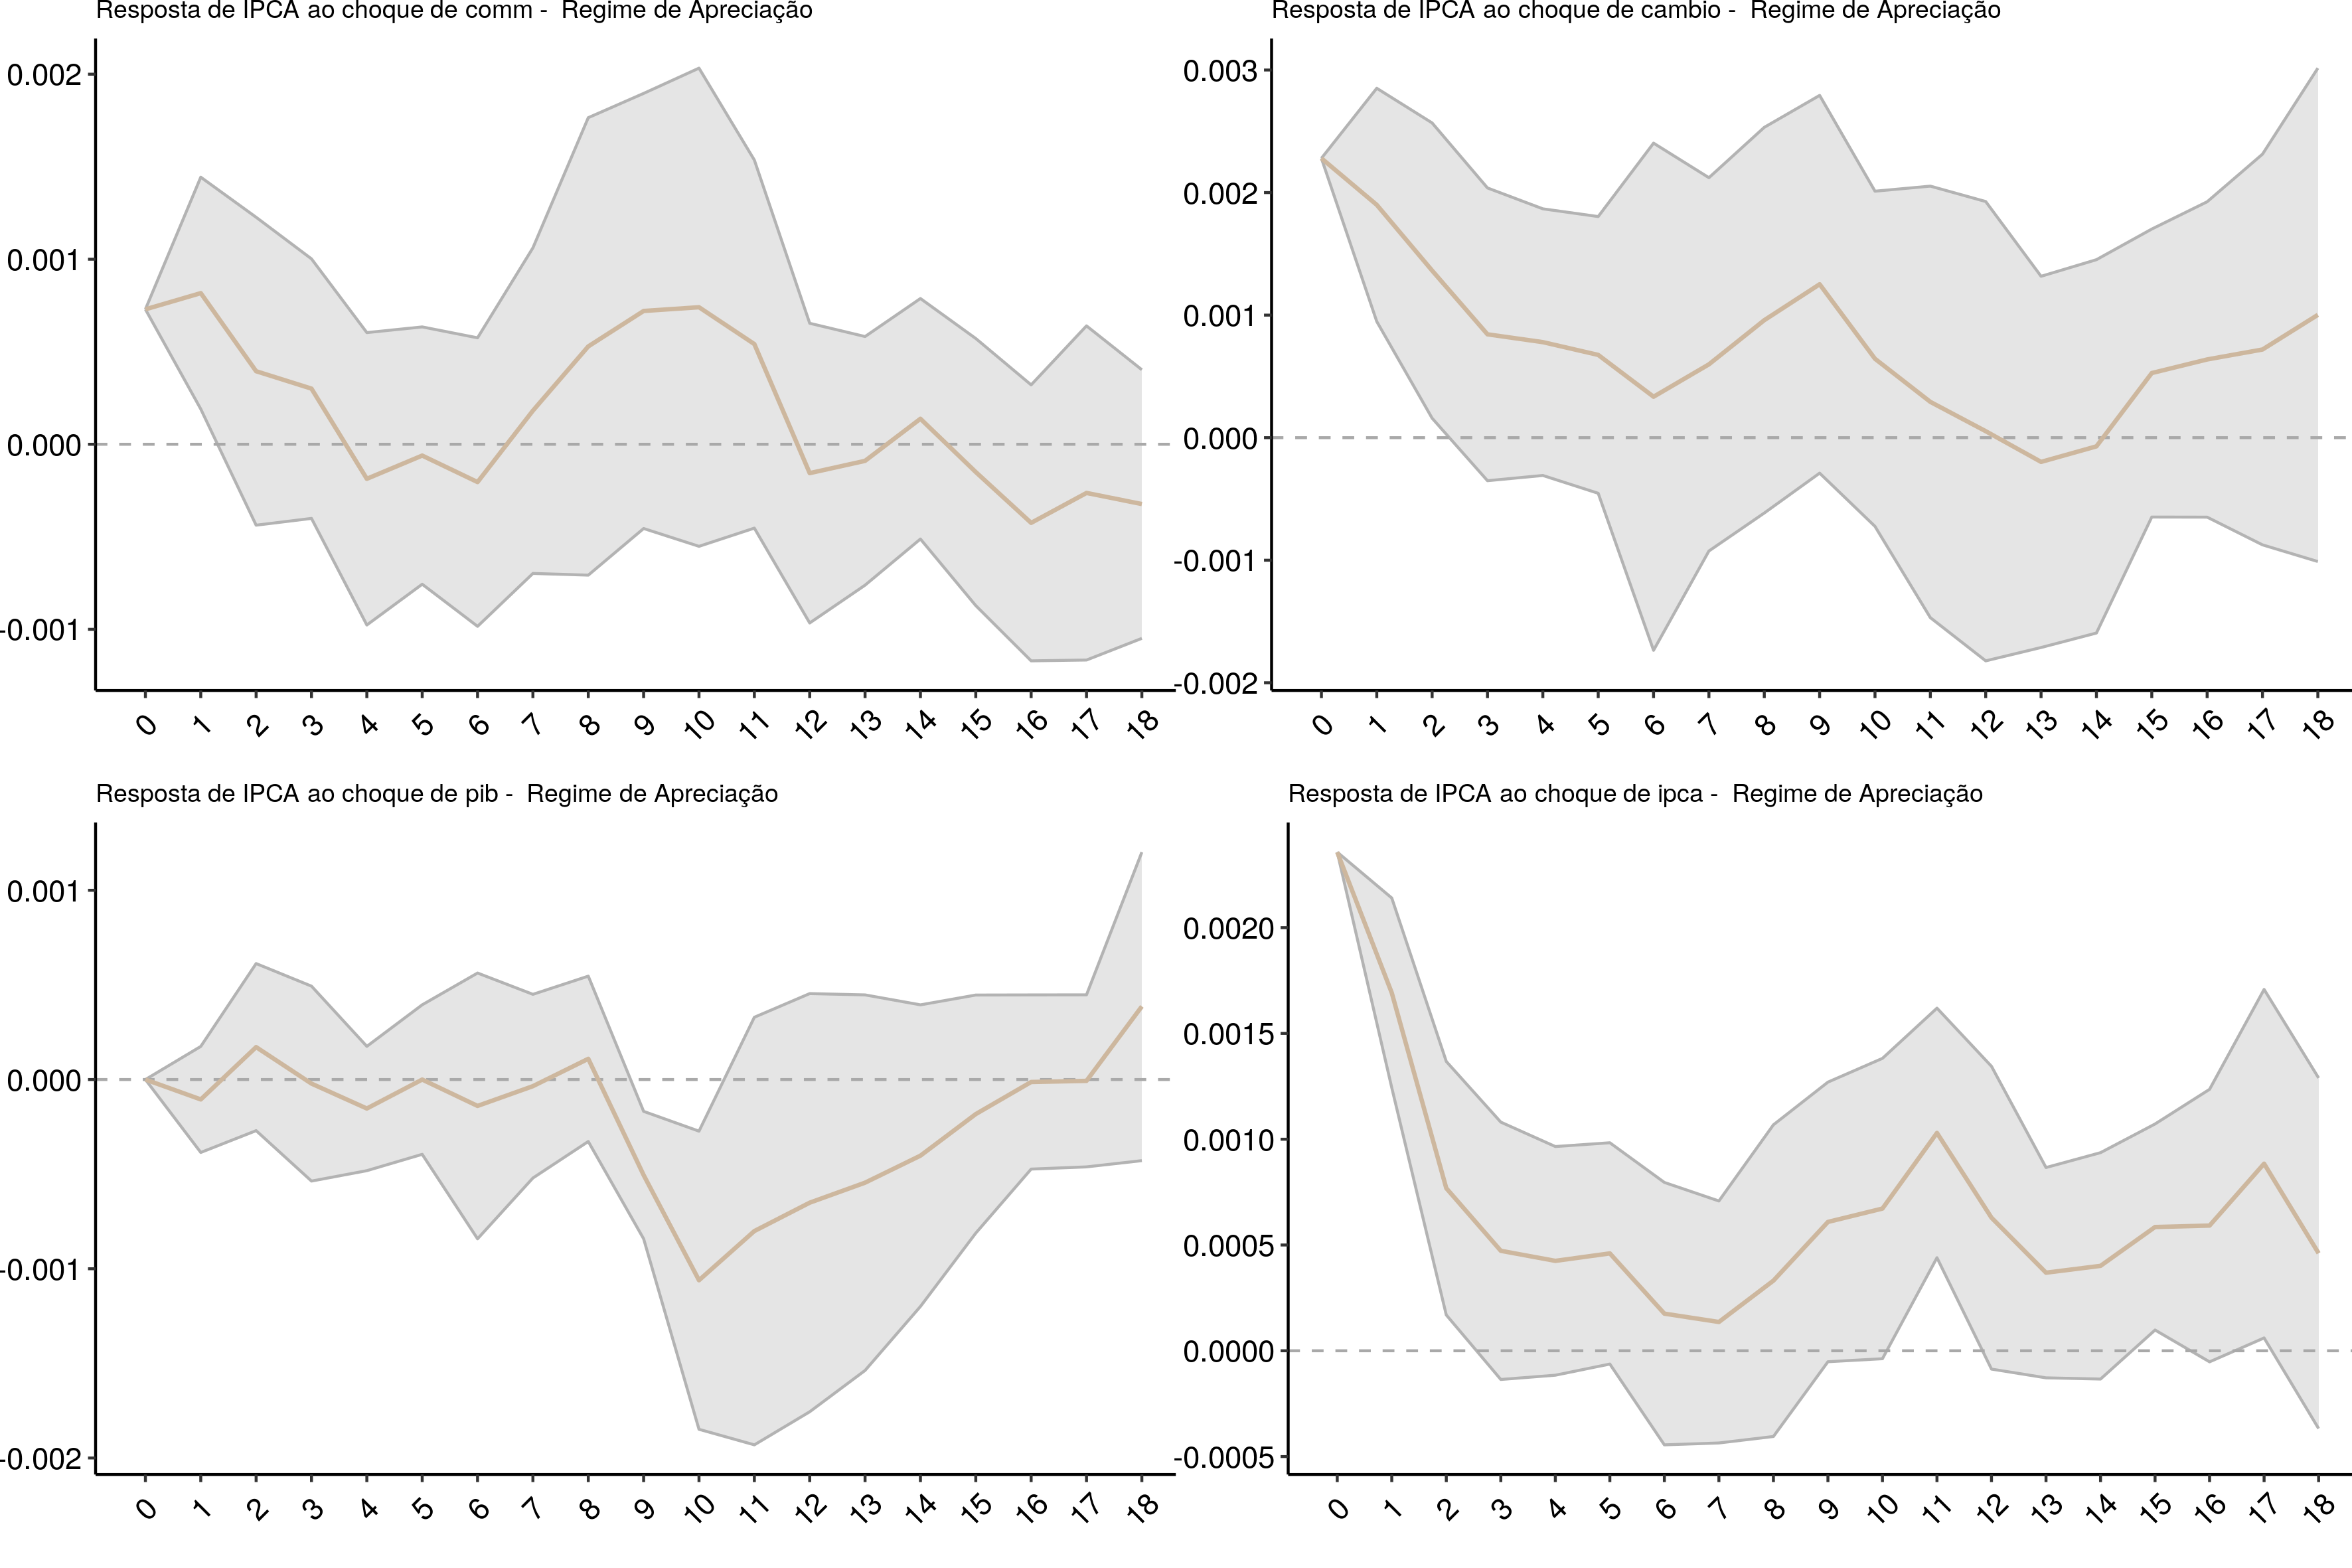 Resposta de IPCA ao choque de comm -  Regime de Apreciação
0.002
0.001
0.000
-0.001
0 1 2 3 4 5 6 7 8 9 10 11 12 13 14 15 16 17 18
Resposta de IPCA ao choque de cambio -  Regime de Apreciação
0.003
0.002
0.001
0.000
-0.001
-0.002
0 1 2 3 4 5 6 7 8 9 10 11 12 13 14 15 16 17 18
Resposta de IPCA ao choque de pib -  Regime de Apreciação
0.001
0.000
-0.001
-0.002
0 1 2 3 4 5 6 7 8 9 10 11 12 13 14 15 16 17 18
Resposta de IPCA ao choque de ipca -  Regime de Apreciação
0.0020
0.0015
0.0010
0.0005
0.0000
-0.0005
0 1 2 3 4 5 6 7 8 9 10 11 12 13 14 15 16 17 18